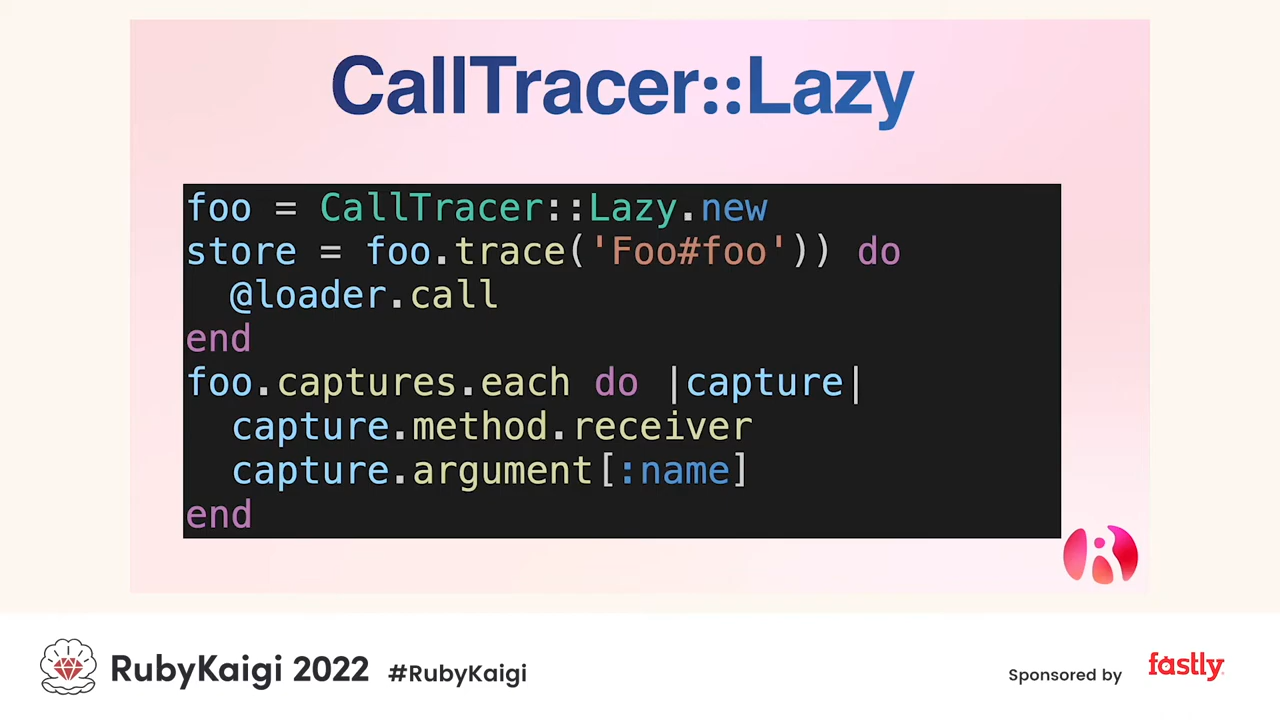 CallTracer::Lazy
foo = CallTracer::Lazy.new
store = foo.trace('Foo#foo')) do
  @loader.call
end
foo.captures.each do |capture|
  capture.method.receiver
  capture.argument[:name]
end
R
RubyKaigi 2022 #RubyKaigi
Sponsored by fastly